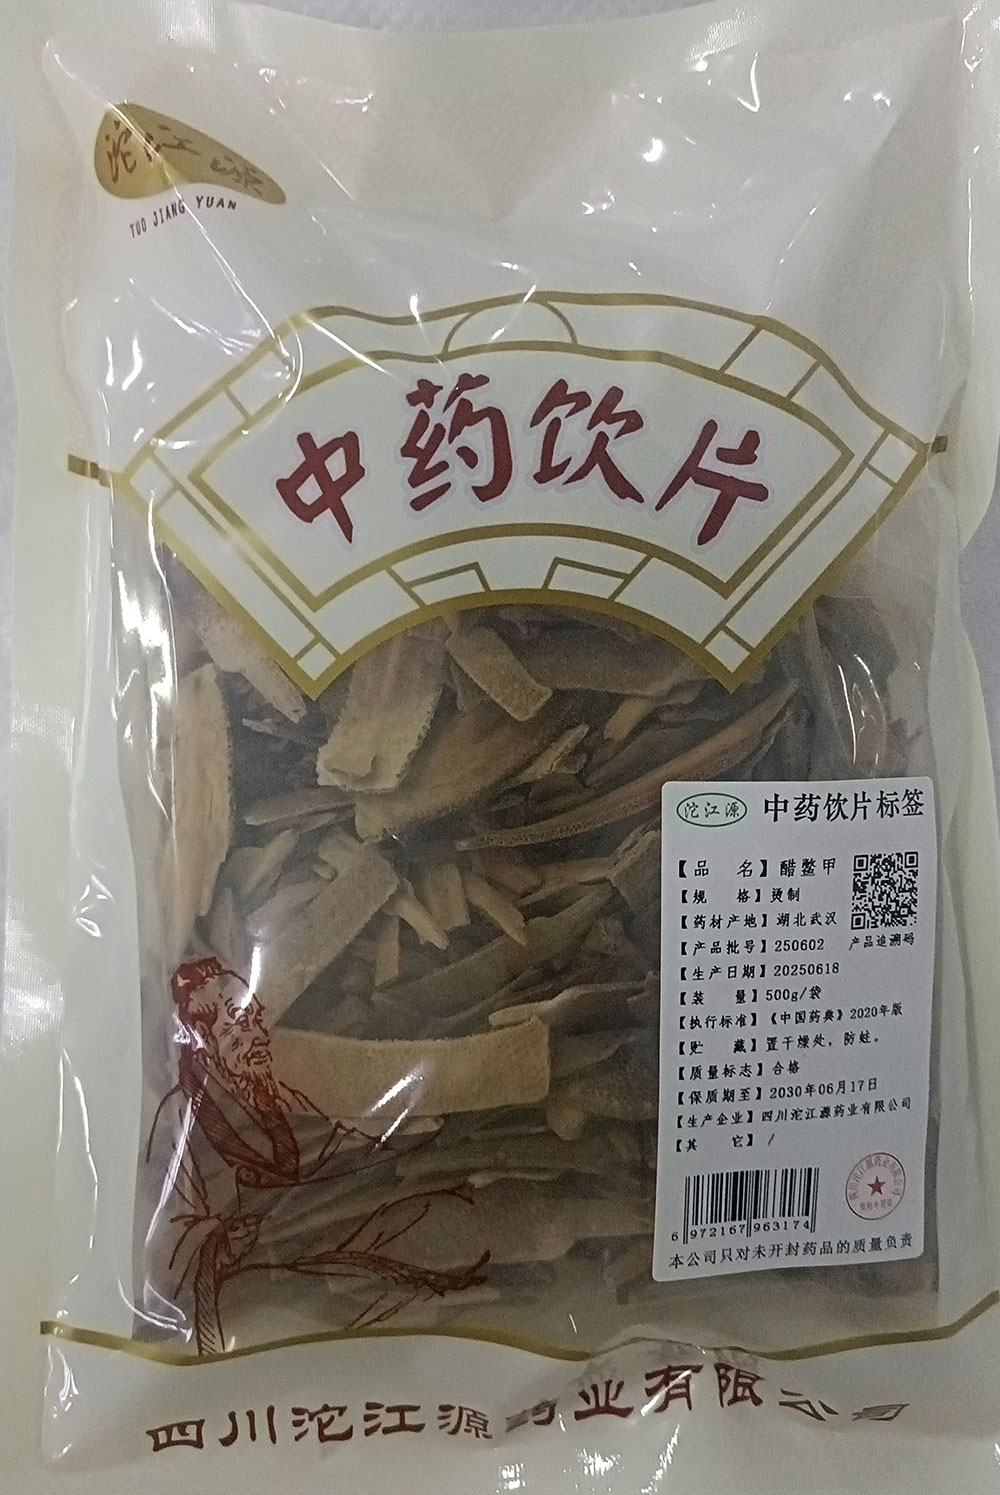 沱江源
TUO JIANG YUAN
中药饮片
沱江源 中药饮片标签
【品 名】醋鳖甲
【规 格】烫制
【药材产地】湖北武汉
【产品批号】250602
产品追溯码
【生产日期】20250618
【装 量】500g/袋
【执行标准】《中国药典》2020年版
【贮 藏】置干燥处，防蛀。
【质量标志】合格
【保质期至】2030年06月17日
【生产企业】四川沱江源药业有限公司
【其 它】/
6 972167 963174
本公司只对未开封药品的质量负责
四川沱江源药业有限公司